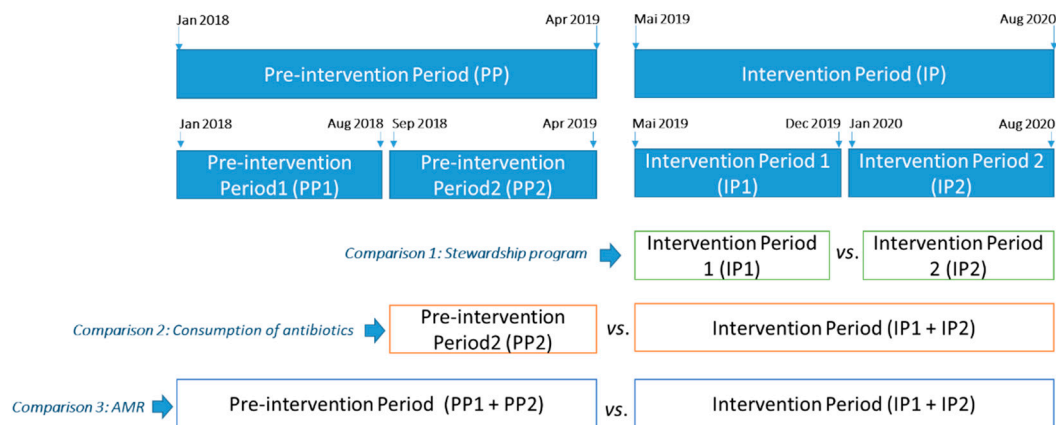 Jan 2018 Apr 2019 Mai 2019 Aug 2020
Pre-intervention Period (PP) Intervention Period (IP)
Jan 2018 Aug 2018 Sep 2018 Apr 2019 Mai 2019 Dec 2019 Jan 2020 Aug 2020
Pre-intervention
Period1 (PP1)
Pre-intervention
Period2 (PP2)
Intervention Period 1
(IP1)
Intervention Period 2
(IP2)
Comparison 1: Stewardship program
Intervention Period
1 (IP1)
vs.
Intervention Period
2 (IP2)
Comparison 2: Consumption of antibiotics
Pre-intervention
Period2 (PP2)
vs.
Intervention Period (IP1 + IP2)
Comparison 3: AMR
Pre-intervention Period (PP1 + PP2)
vs.
Intervention Period (IP1 + IP2)